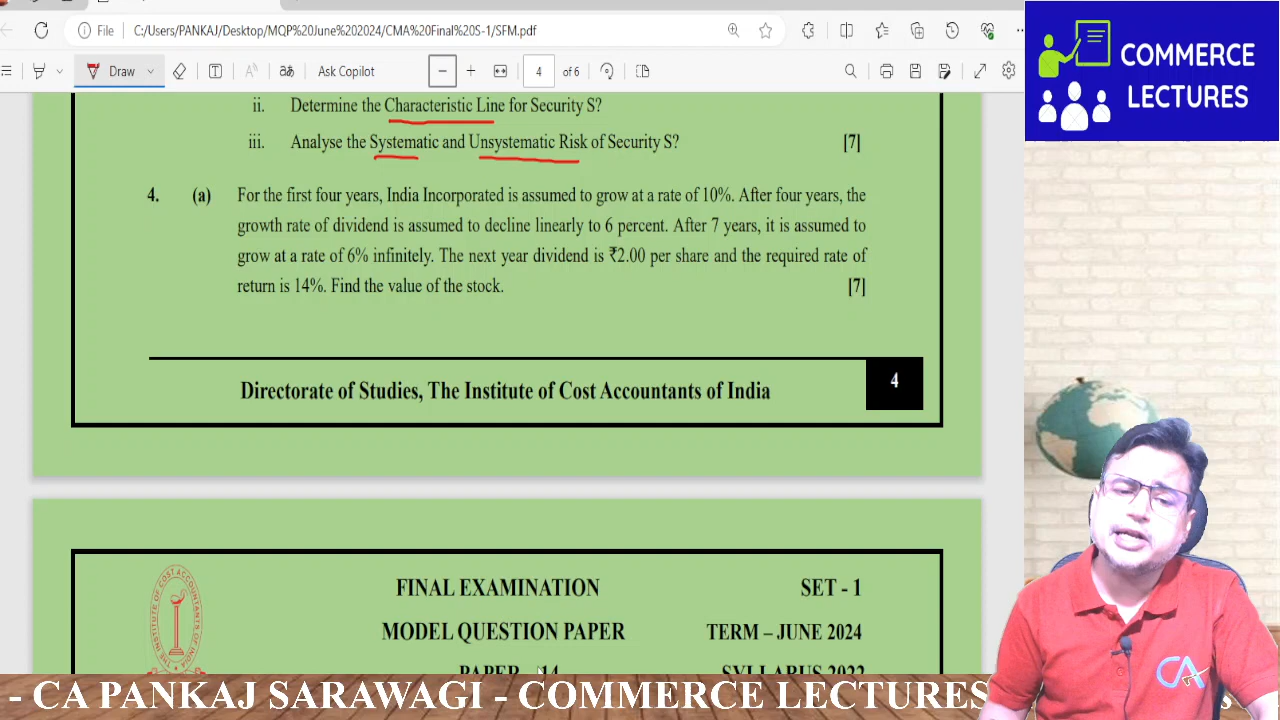 File C:/Users/PANKAJ/Desktop/MQP%20June%202024/CMA%20Final%20S-1/SFM.pdf
COMMERCE
LECTURES
Draw
Ask Copilot
4 of 6
ii. Determine the Characteristic Line for Security S?
iii. Analyse the Systematic and Unsystematic Risk of Security S? [7]
4. (a) For the first four years, India Incorporated is assumed to grow at a rate of 10%. After four years, the
growth rate of dividend is assumed to decline linearly to 6 percent. After 7 years, it is assumed to
grow at a rate of 6% infinitely. The next year dividend is ₹2.00 per share and the required rate of
return is 14%. Find the value of the stock. [7]
Directorate of Studies, The Institute of Cost Accountants of India
4
FINAL EXAMINATION SET - 1
MODEL QUESTION PAPER TERM – JUNE 2024
PAPER – 14 SYLLABUS 2022
CA
- CA PANKAJ SARAWAGI - COMMERCE LECTURES